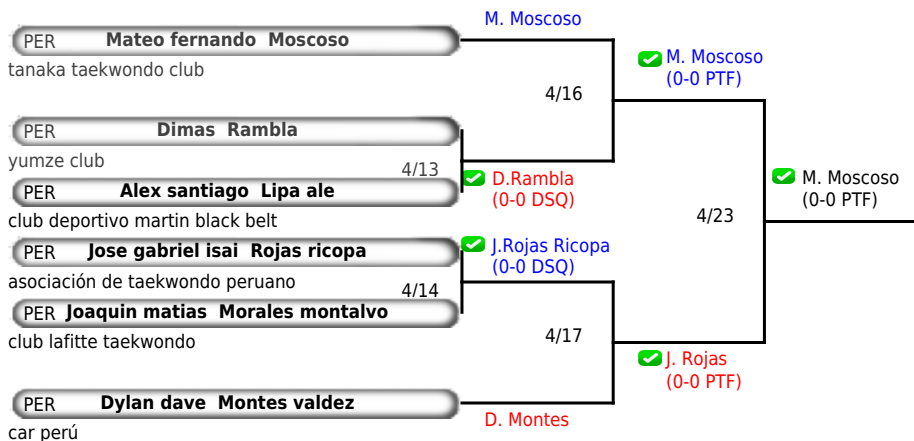 M. Moscoso
PER Mateo fernando Moscoso
tanaka taekwondo club
M. Moscoso
(0-0 PTF)
4/16
PER Dimas Rambla
yumze club
4/13
D.Rambla
(0-0 DSQ)
PER Alex santiago Lipa ale
club deportivo martin black belt
M. Moscoso
(0-0 PTF)
4/23
PER Jose gabriel isai Rojas ricopa
asociación de taekwondo peruano
J.Rojas Ricopa
(0-0 DSQ)
4/14
PER Joaquin matias Morales montalvo
club lafitte taekwondo
4/17
J. Rojas
(0-0 PTF)
PER Dylan dave Montes valdez
car perú
D. Montes